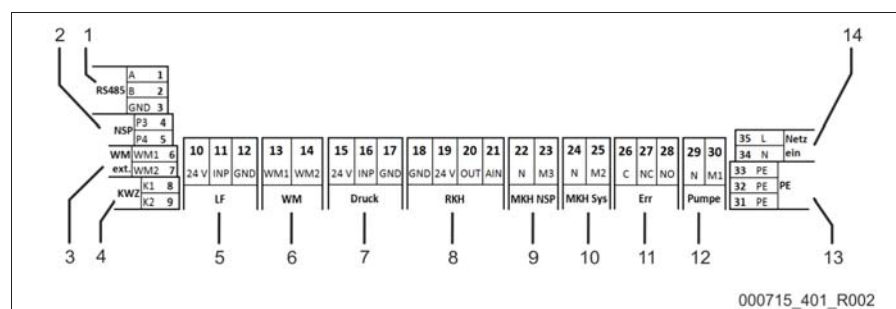 2 1 14
A 1
RS485 B 2
GND 3
NSP P3 4
P4 5
WM WM1 6
ext. WM2 7
KWZ K1 8
K2 9
10 11 12 13 14 15 16 17 18 19 20 21 22 23 24 25 26 27 28 29 30
24 V INP GND WM1 WM2 24 V INP GND GND 24 V OUT AIN N M3 N M2 C NC NO N M1
LF WM Druck RKH MKH NSP MKH Sys Err Pumpe
35 L Netz
34 N ein
33 PE
32 PE PE
31 PE
3 4 5 6 7 8 9 10 11 12 13
000715_401_R002